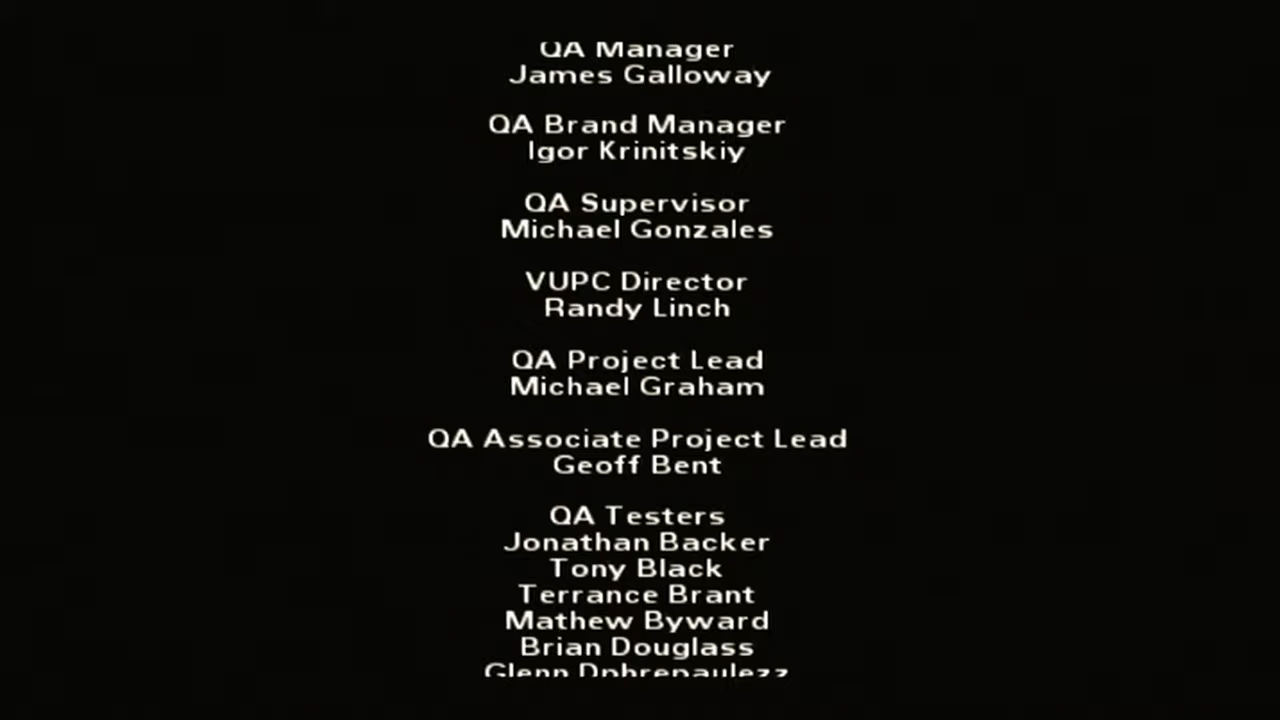 QA Manager
James Galloway
QA Brand Manager
Igor Krinitskiy
QA Supervisor
Michael Gonzales
VUPC Director
Randy Linch
QA Project Lead
Michael Graham
QA Associate Project Lead
Geoff Bent
QA Testers
Jonathan Backer
Tony Black
Terrance Brant
Mathew Byward
Brian Douglass
Glenn